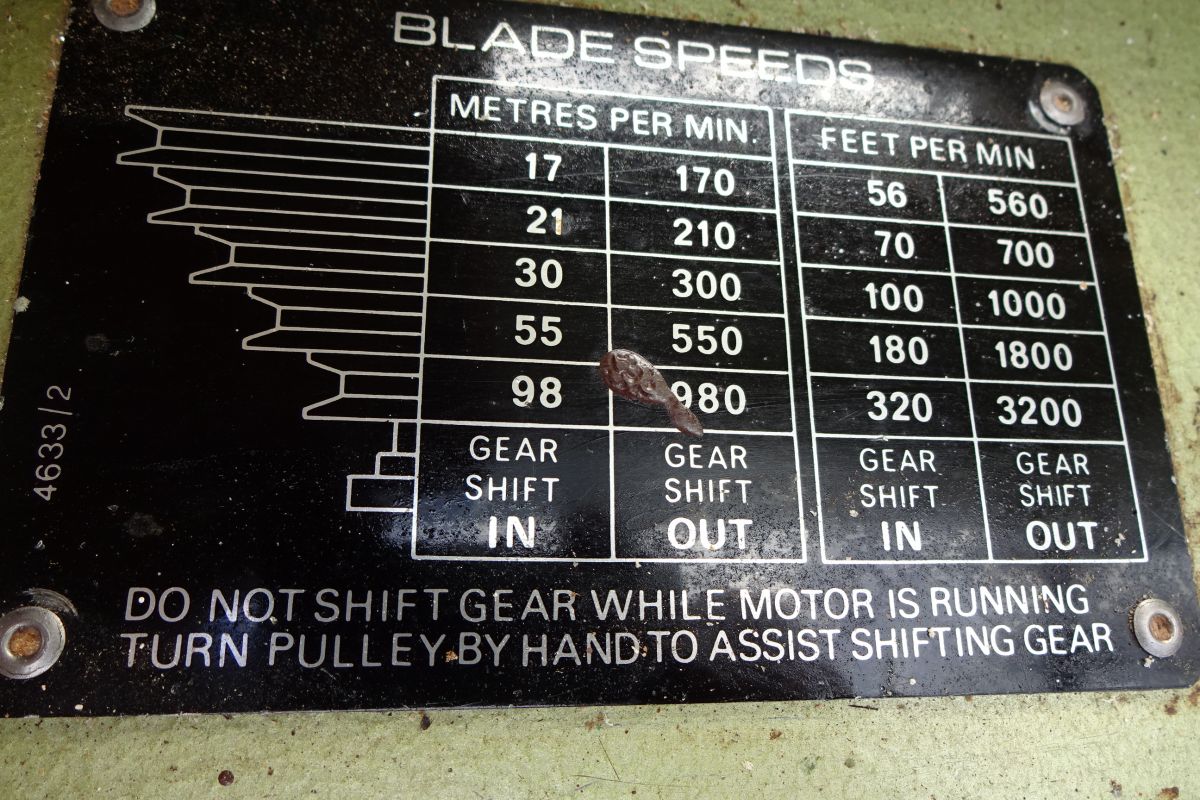 BLADE SPEEDS
METRES PER MIN. FEET PER MIN.
17 170 56 560
21 210 70 700
30 300 100 1000
55 550 180 1800
98 980 320 3200
GEAR GEAR GEAR GEAR
SHIFT SHIFT SHIFT SHIFT
IN OUT IN OUT
4633/2
DO NOT SHIFT GEAR WHILE MOTOR IS RUNNING
TURN PULLEY BY HAND TO ASSIST SHIFTING GEAR